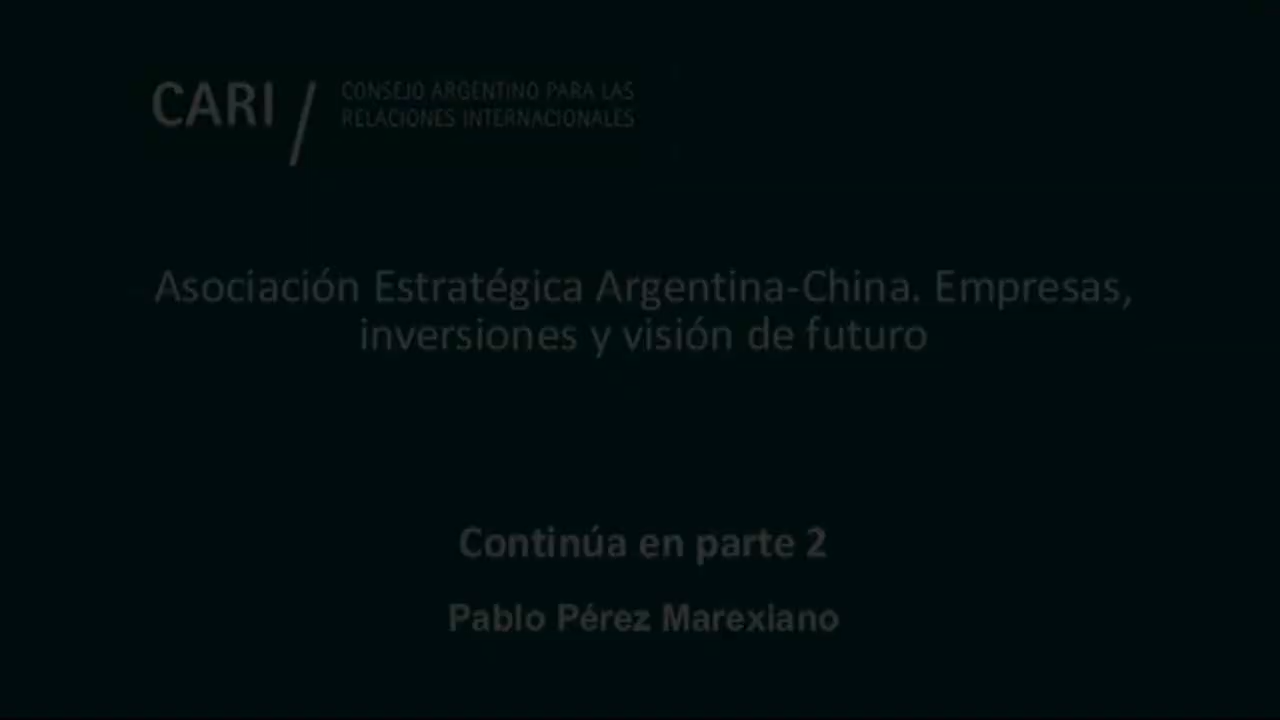 CARI
CONSEJO ARGENTINO PARA LAS
RELACIONES INTERNACIONALES
Asociación Estratégica Argentina-China. Empresas,
inversiones y visión de futuro
Continúa en parte 2
Pablo Pérez Marexiano